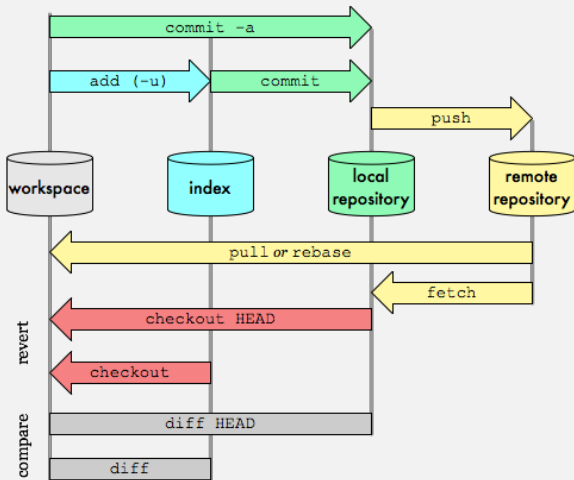 commit -a
add (-u)
commit
push
workspace
index
local
repository
remote
repository
pull or rebase
fetch
revert
checkout HEAD
checkout
compare
diff HEAD
diff